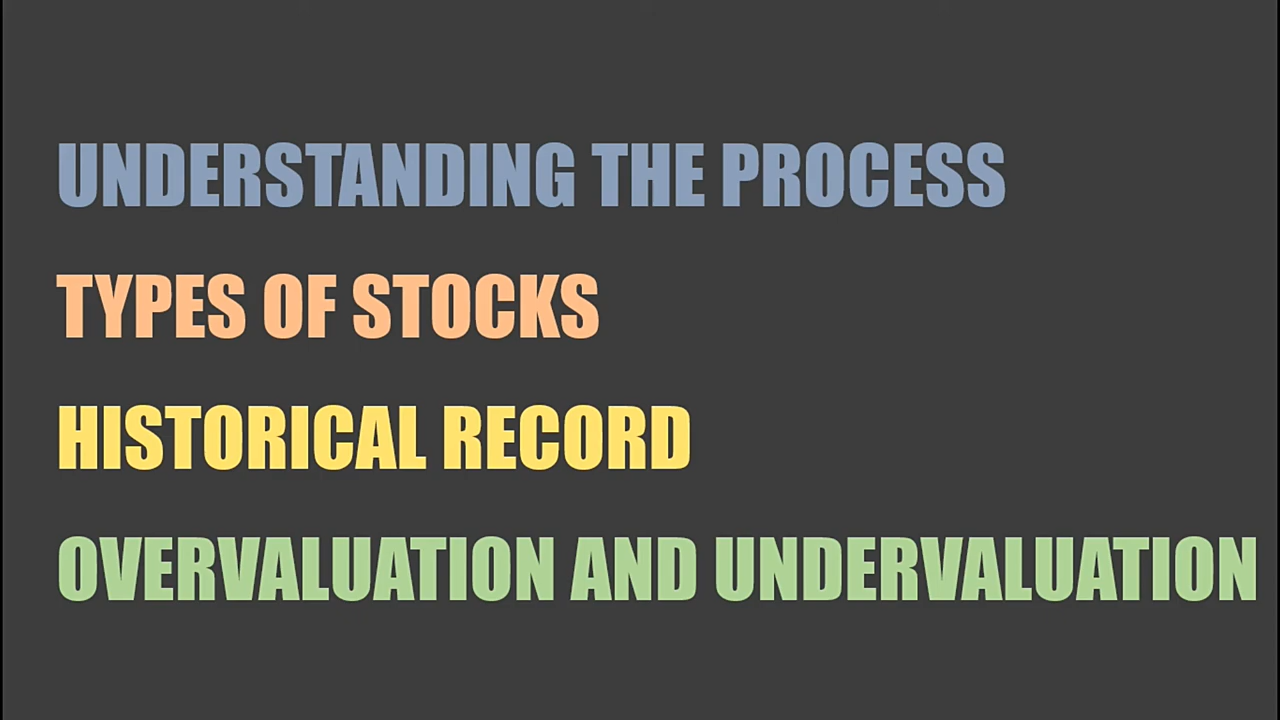 UNDERSTANDING THE PROCESS
TYPES OF STOCKS
HISTORICAL RECORD
OVERVALUATION AND UNDERVALUATION